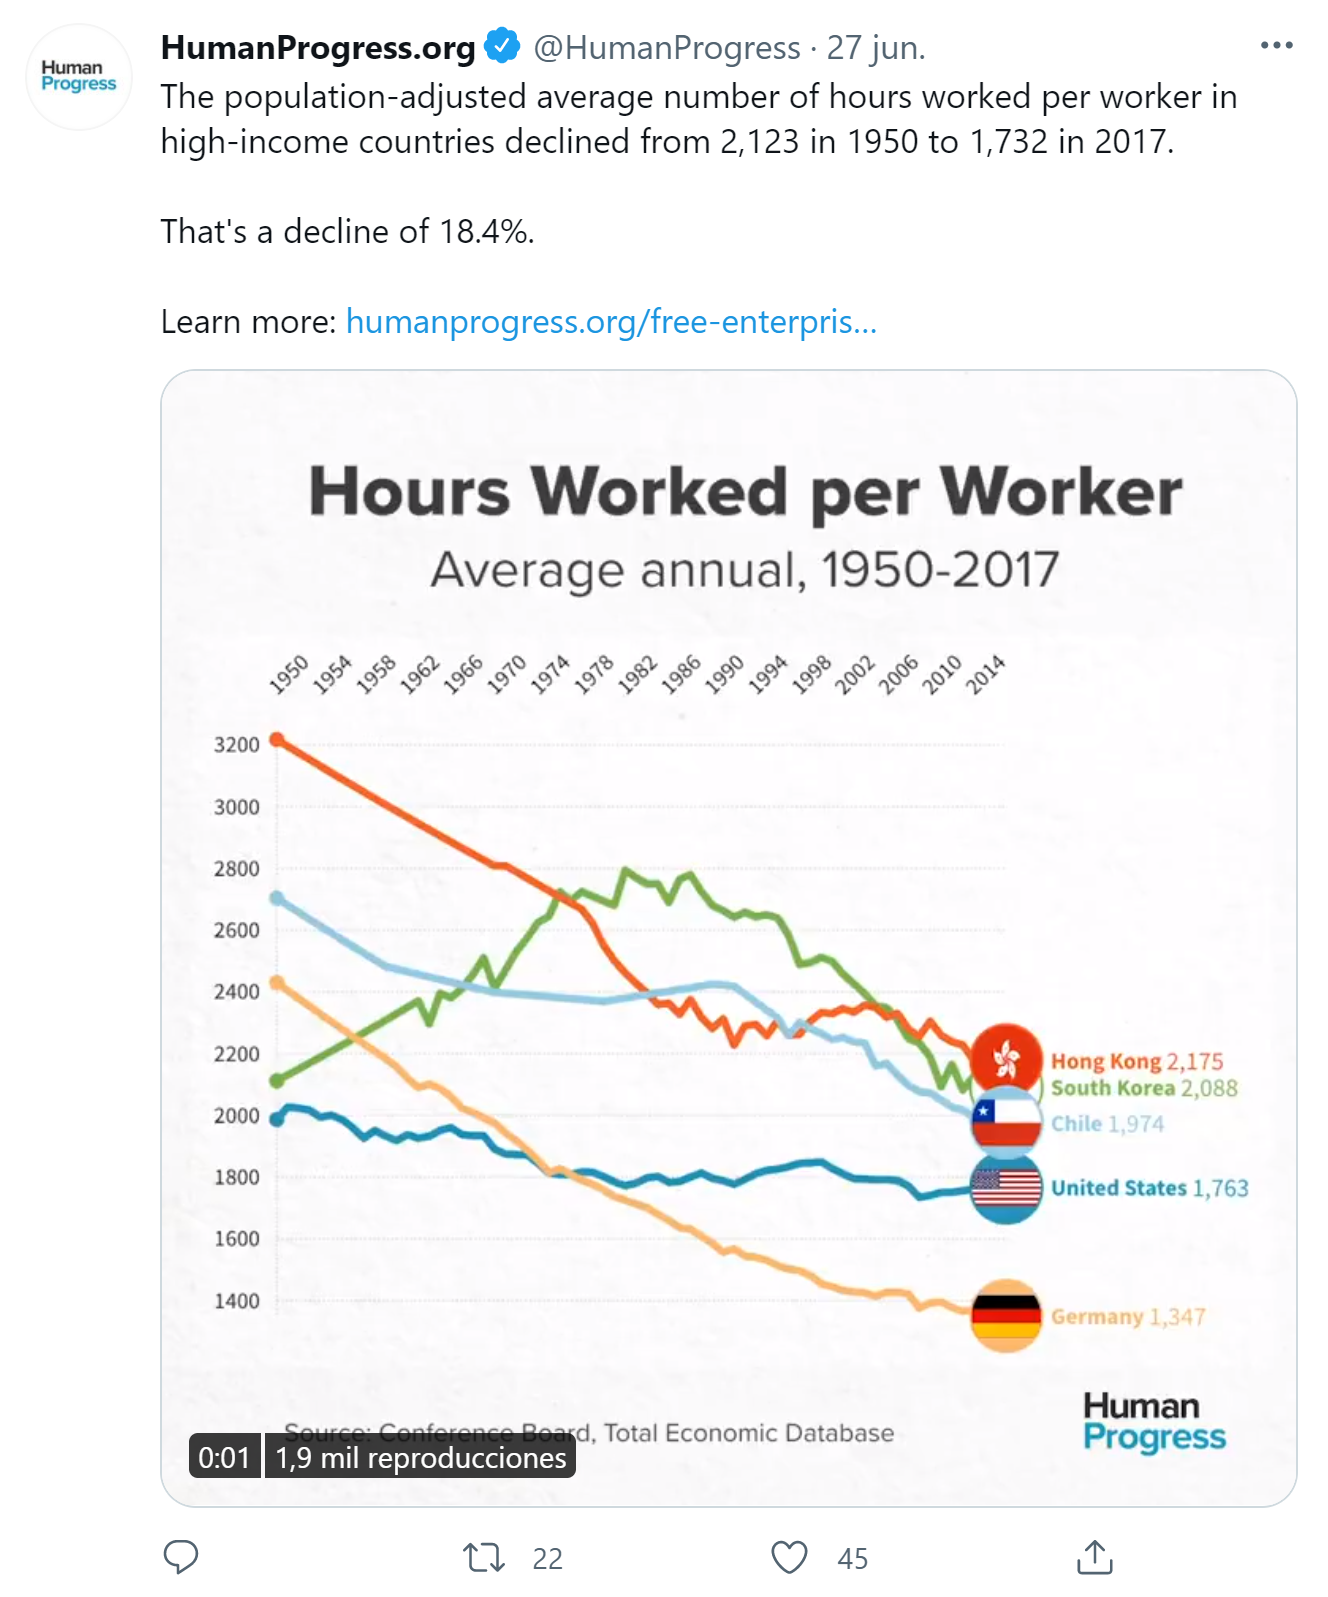 Human
Progress
HumanProgress.org @HumanProgress · 27 jun.
The population-adjusted average number of hours worked per worker in
high-income countries declined from 2,123 in 1950 to 1,732 in 2017.
That's a decline of 18.4%.
Learn more: humanprogress.org/free-enterpris...
Hours Worked per Worker
Average annual, 1950-2017
1950 1954 1958 1962 1966 1970 1974 1978 1982 1986 1990 1994 1998 2002 2006 2010 2014
3200
3000
2800
2600
2400
2200
2000
1800
1600
1400
Hong Kong 2,175
South Korea 2,088
Chile 1,974
United States 1,763
Germany 1,347
Human
Progress
Source: Conference Board, Total Economic Database
0:01 1,9 mil reproducciones
22 45